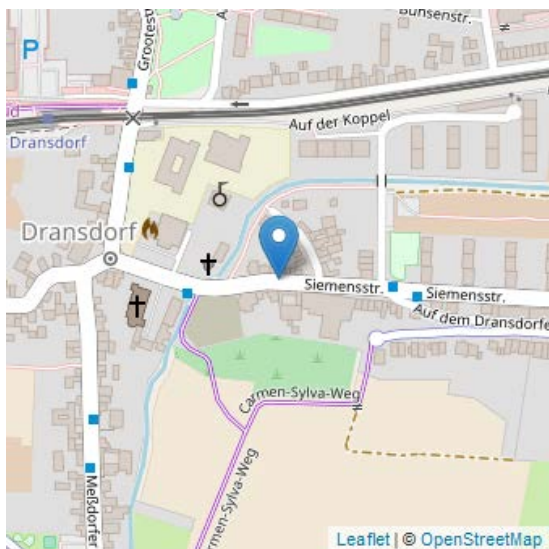 Bunsenstr.
P
Grootestr
A
Auf der Koppel
Dransdorf
Dransdorf
Siemensstr.
Siemensstr.
Auf dem Dransdorfe
Carmen-Sylva-Weg
Carmen-Sylva-Weg
Meßdorfer
Leaflet | © OpenStreetMap